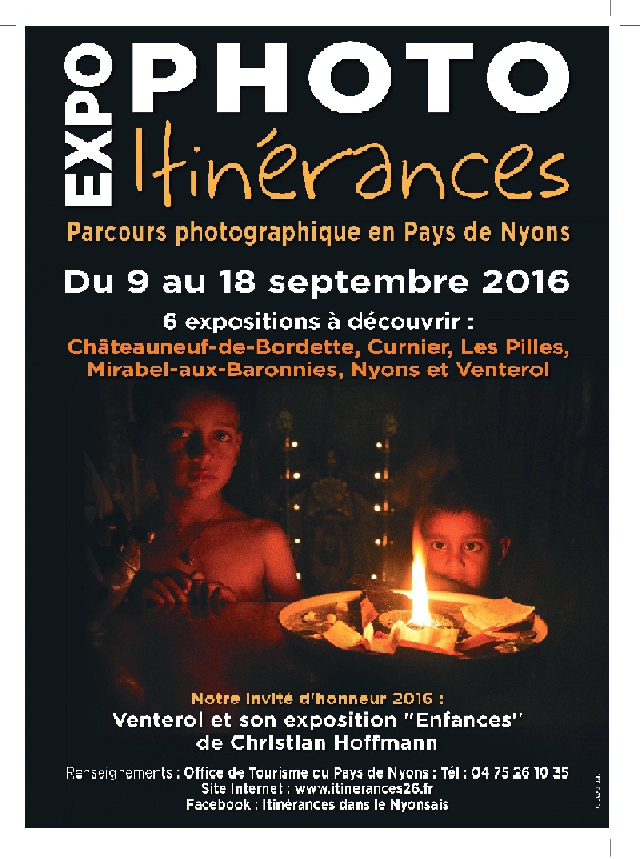 EXPO PHOTO
Itinérances
Parcours photographique en Pays de Nyons
Du 9 au 18 septembre 2016
6 expositions à découvrir :
Châteauneuf-de-Bordette, Curnier, Les Pilles,
Mirabel-aux-Baronnies, Nyons et Venterol
Notre invité d'honneur 2016 :
Venterol et son exposition "Enfances"
de Christian Hoffmann
Renseignements : Office de Tourisme du Pays de Nyons : Tél : 04 75 26 10 35
Site Internet : www.itinerances26.fr
Facebook : Itinérances dans le Nyonsais